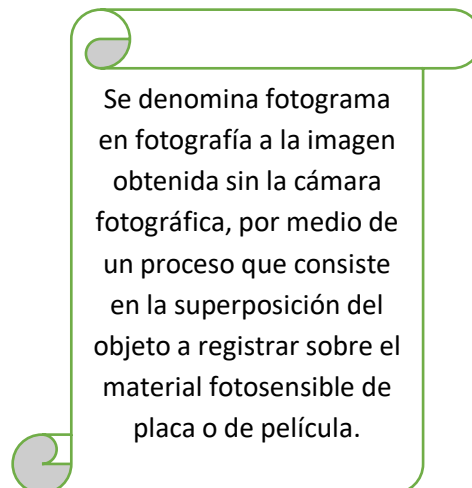 Se denomina fotograma
en fotografía a la imagen
obtenida sin la cámara
fotográfica, por medio de
un proceso que consiste
en la superposición del
objeto a registrar sobre el
material fotosensible de
placa o de película.